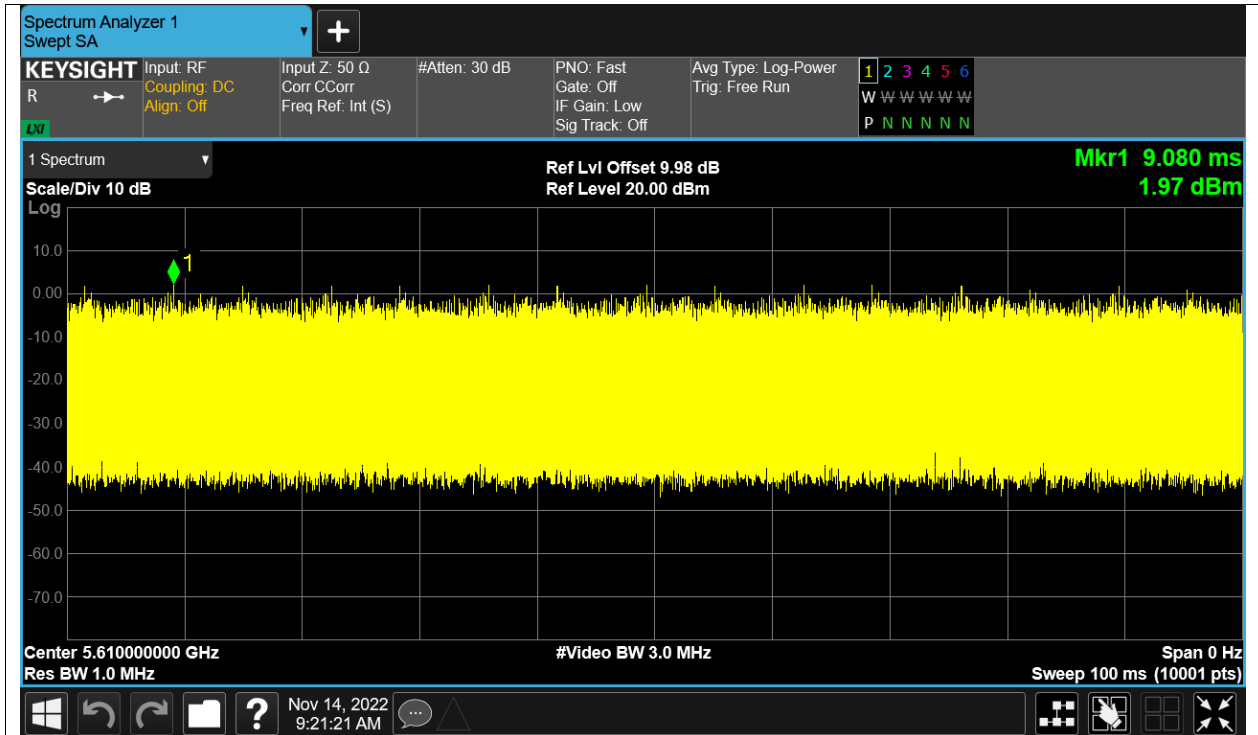 Spectrum Analyzer 1
Swept SA
KEYSIGHT
R
LXI
Input: RF
Coupling: DC
Align: Off
Input Z: 50 Ω
Corr CCorr
Freq Ref: Int (S)
#Atten: 30 dB
PNO: Fast
Gate: Off
IF Gain: Low
Sig Track: Off
Avg Type: Log-Power
Trig: Free Run
1 2 3 4 5 6
W W W W W W
P N N N N N
1 Spectrum
Scale/Div 10 dB
Log
Ref Lvl Offset 9.98 dB
Ref Level 20.00 dBm
Mkr1 9.080 ms
1.97 dBm
1
10.0
0.00
-10.0
-20.0
-30.0
-40.0
-50.0
-60.0
-70.0
Center 5.610000000 GHz
Res BW 1.0 MHz
#Video BW 3.0 MHz
Span 0 Hz
Sweep 100 ms (10001 pts)
?
Nov 14, 2022
9:21:21 AM